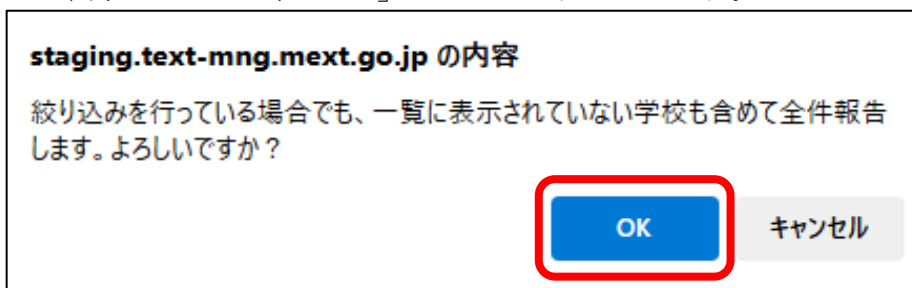 staging.text-mng.mext.go.jp の内容
絞り込みを行っている場合でも、一覧に表示されていない学校も含めて全件報告
します。よろしいですか？
OK
キャンセル